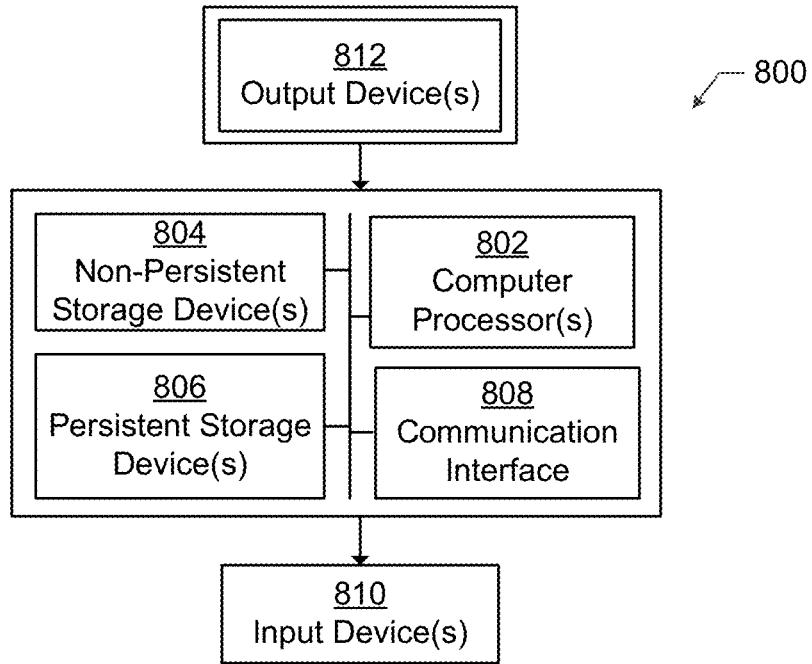 812
Output Device(s)
800
804
Non-Persistent
Storage Device(s)
802
Computer
Processor(s)
806
Persistent Storage
Device(s)
808
Communication
Interface
810
Input Device(s)